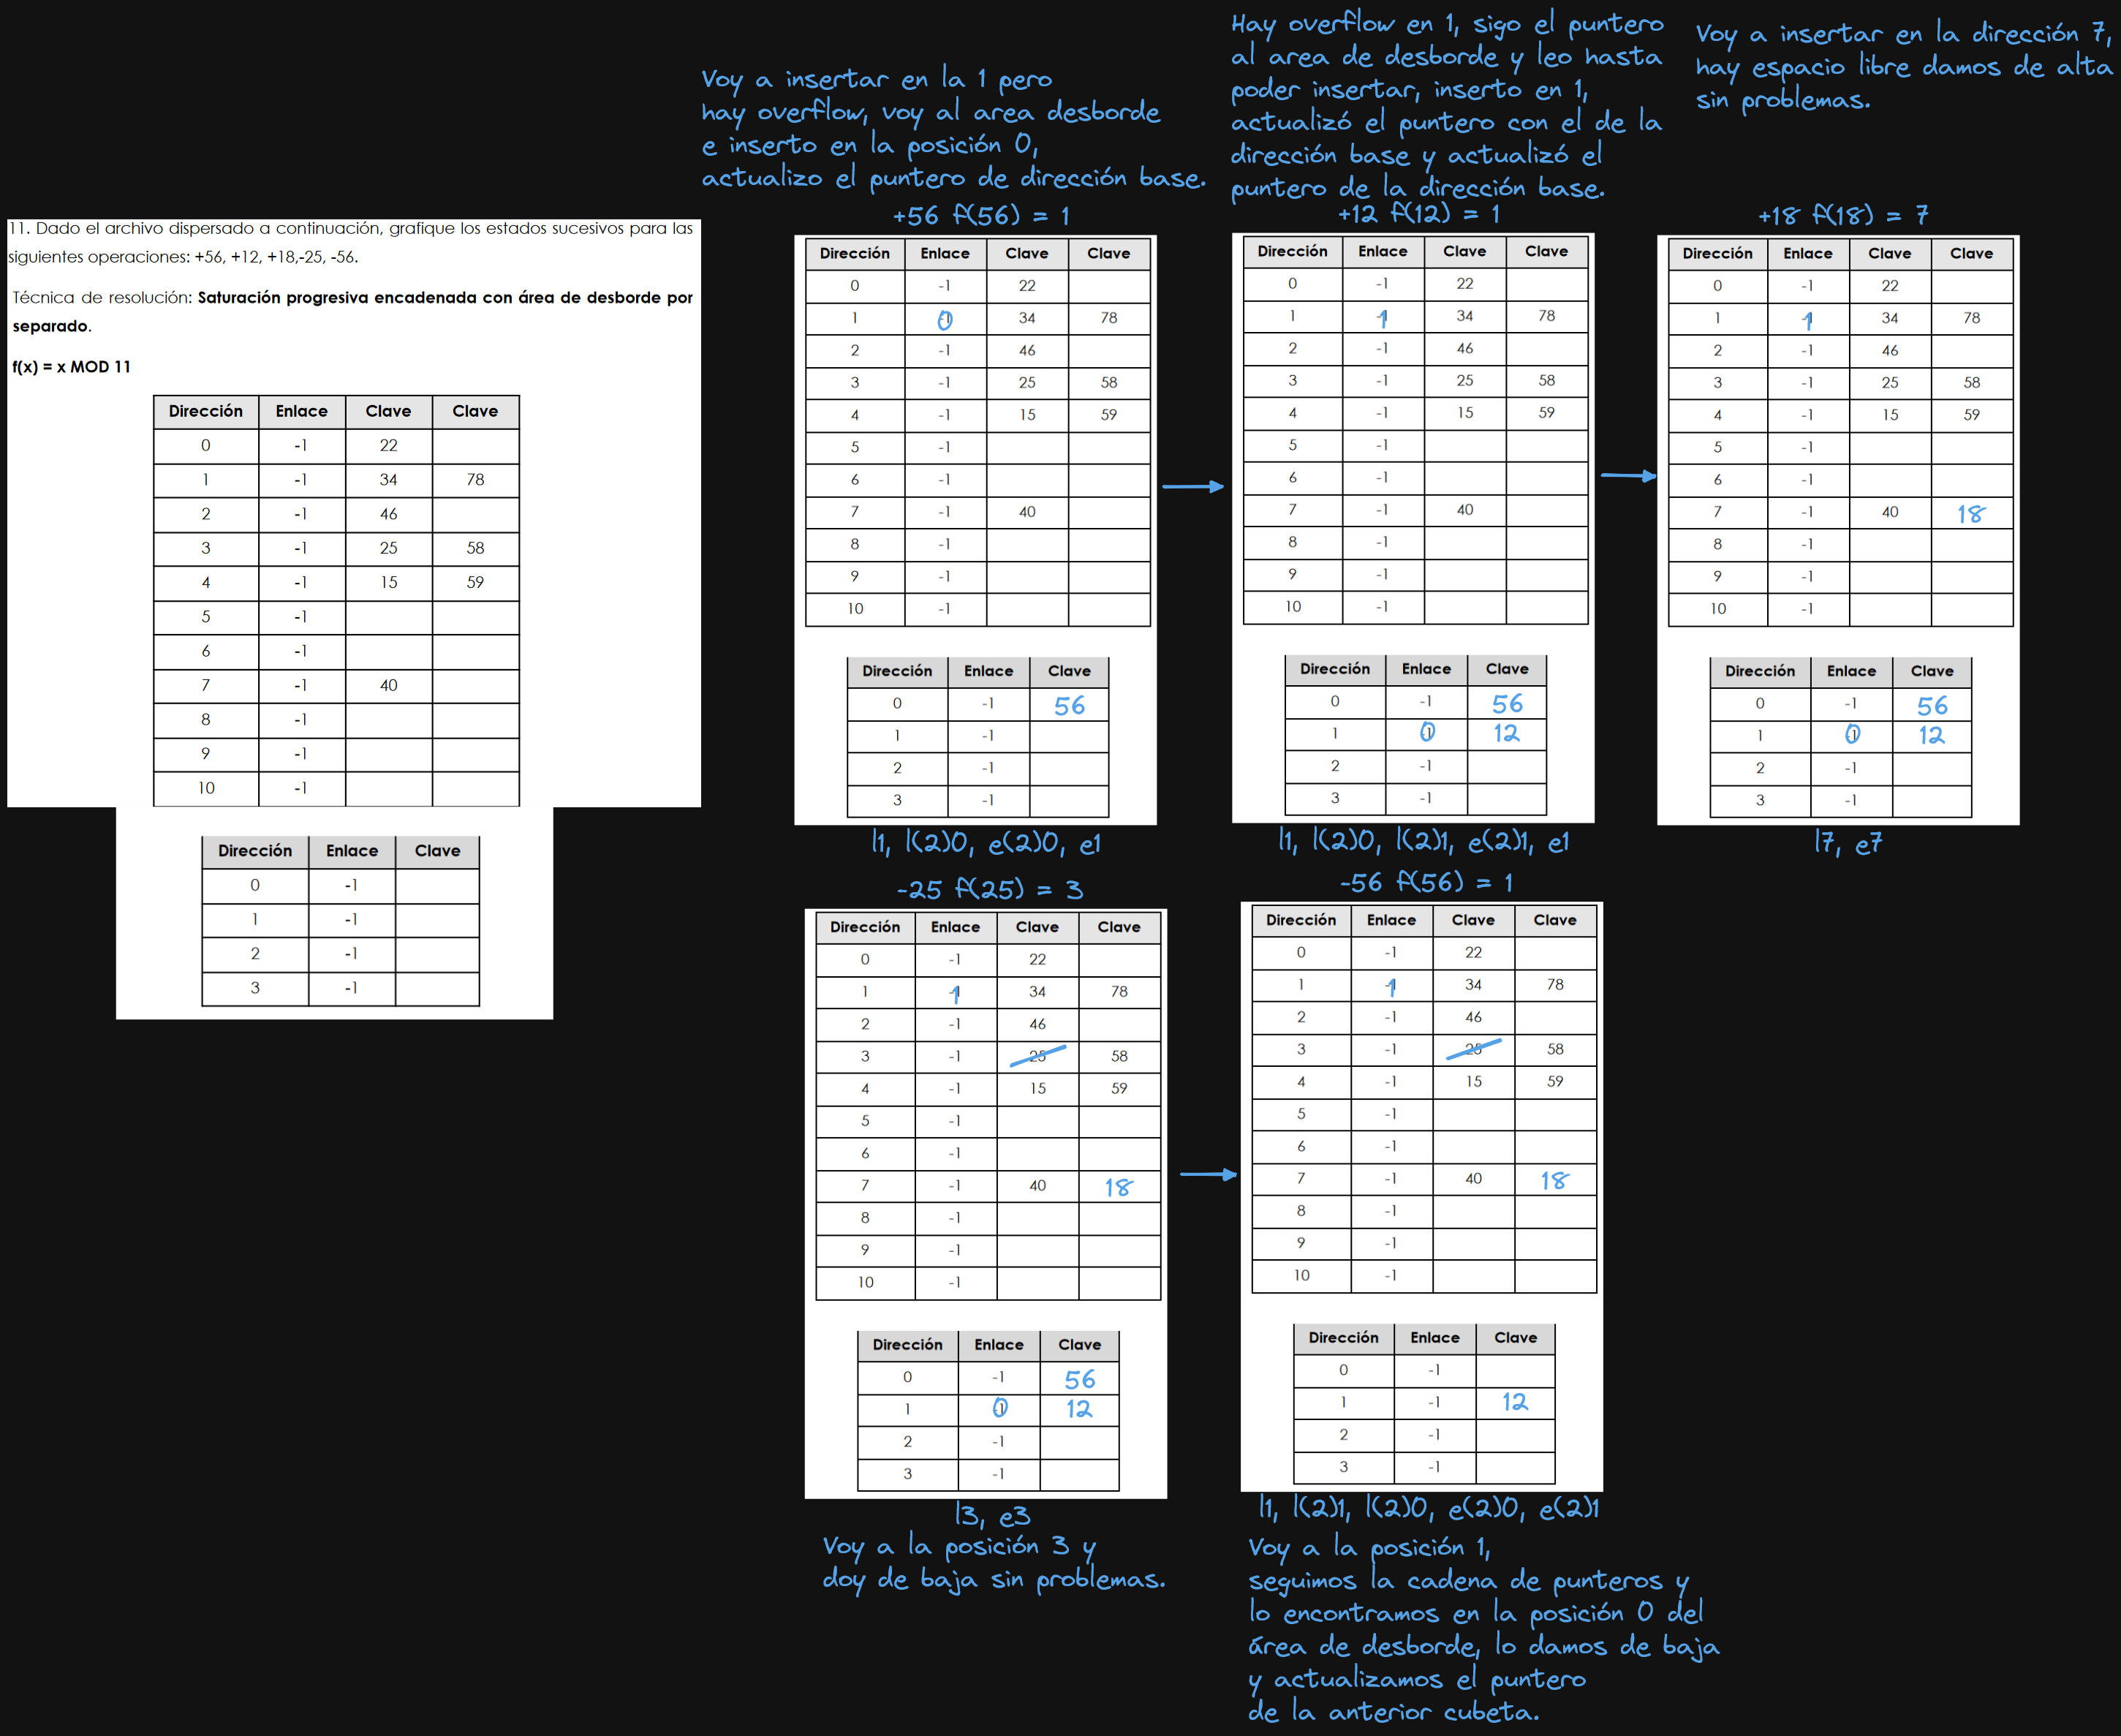 11. Dado el archivo dispersado a continuación, grafique los estados sucesivos para las
siguientes operaciones: +56, +12, +18,-25, -56.
Técnica de resolución: Saturación progresiva encadenada con área de desborde por
separado.
f(x) = x MOD 11
Dirección Enlace Clave Clave
0 -1 22
1 -1 34 78
2 -1 46
3 -1 25 58
4 -1 15 59
5 -1
6 -1
7 -1 40
8 -1
9 -1
10 -1
Dirección Enlace Clave
0 -1
1 -1
2 -1
3 -1
Voy a insertar en la 1 pero
hay overflow, voy al area desborde
e inserto en la posición 0,
actualizo el puntero de dirección base.
+56 f(56) = 1
Dirección Enlace Clave Clave
0 -1 22
1 0 34 78
2 -1 46
3 -1 25 58
4 -1 15 59
5 -1
6 -1
7 -1 40
8 -1
9 -1
10 -1
Dirección Enlace Clave
0 -1 56
1 -1
2 -1
3 -1
l1, l(2)0, e(2)0, e1
Hay overflow en 1, sigo el puntero
al area de desborde y leo hasta
poder insertar, inserto en 1,
actualizó el puntero con el de la
dirección base y actualizó el
puntero de la dirección base.
+12 f(12) = 1
Dirección Enlace Clave Clave
0 -1 22
1 1 34 78
2 -1 46
3 -1 25 58
4 -1 15 59
5 -1
6 -1
7 -1 40
8 -1
9 -1
10 -1
Dirección Enlace Clave
0 -1 56
1 0 12
2 -1
3 -1
l1, l(2)0, l(2)1, e(2)1, e1
Voy a insertar en la dirección 7,
hay espacio libre damos de alta
sin problemas.
+18 f(18) = 7
Dirección Enlace Clave Clave
0 -1 22
1 1 34 78
2 -1 46
3 -1 25 58
4 -1 15 59
5 -1
6 -1
7 -1 40 18
8 -1
9 -1
10 -1
Dirección Enlace Clave
0 -1 56
1 0 12
2 -1
3 -1
l7, e7
-25 f(25) = 3
Dirección Enlace Clave Clave
0 -1 22
1 1 34 78
2 -1 46
3 -1 25 58
4 -1 15 59
5 -1
6 -1
7 -1 40 18
8 -1
9 -1
10 -1
Dirección Enlace Clave
0 -1 56
1 0 12
2 -1
3 -1
l3, e3
Voy a la posición 3 y
doy de baja sin problemas.
-56 f(56) = 1
Dirección Enlace Clave Clave
0 -1 22
1 1 34 78
2 -1 46
3 -1 25 58
4 -1 15 59
5 -1
6 -1
7 -1 40 18
8 -1
9 -1
10 -1
Dirección Enlace Clave
0 -1
1 -1 12
2 -1
3 -1
l1, l(2)1, l(2)0, e(2)0, e(2)1
Voy a la posición 1,
seguimos la cadena de punteros y
lo encontramos en la posición 0 del
área de desborde, lo damos de baja
y actualizamos el puntero
de la anterior cubeta.